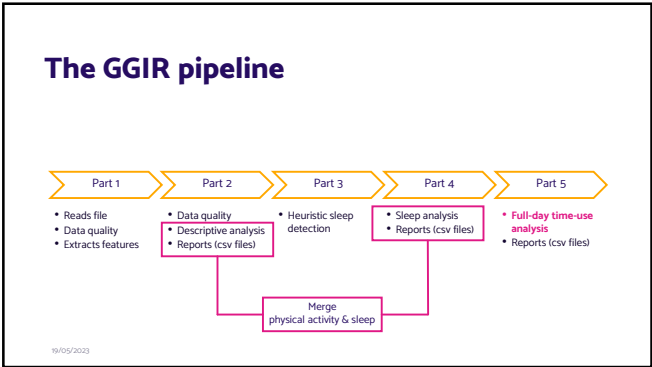 The GGIR pipeline
Part 1
Part 2
Part 3
Part 4
Part 5
• Reads file
• Data quality
• Extracts features
• Data quality
• Descriptive analysis
• Reports (csv files)
• Heuristic sleep
detection
• Sleep analysis
• Reports (csv files)
• Full-day time-use
analysis
• Reports (csv files)
Merge
physical activity & sleep
19/05/2023